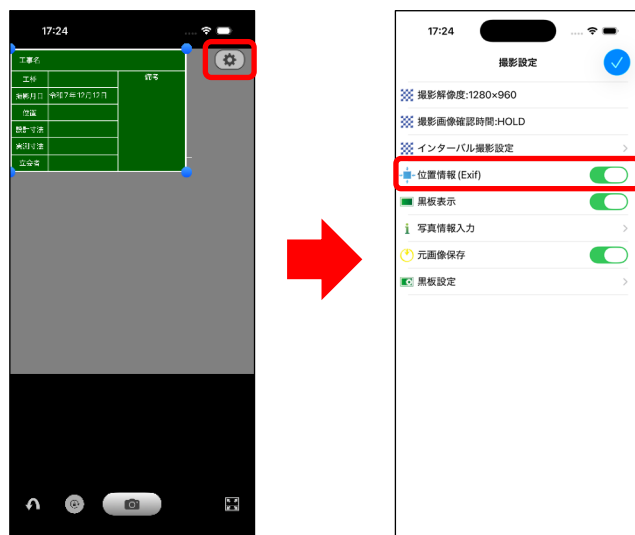 17:24
工事名
工種
備考
撮影月日 令和7年12月12日
位置
設計寸法
実測寸法
立会者
17:24
撮影設定
撮影解像度:1280×960
撮影画像確認時間:HOLD
インターバル撮影設定
位置情報(Exif)
黒板表示
写真情報入力
元画像保存
黒板設定